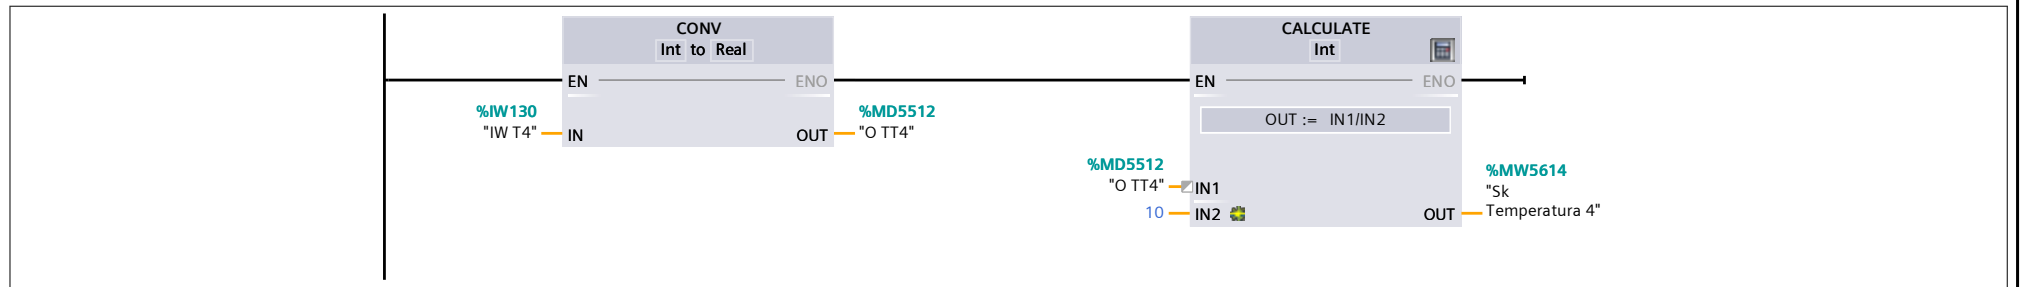 CONV
Int to Real
EN
ENO
%IW130
"IW T4"
IN
OUT
%MD5512
"O TT4"
CALCULATE
Int
EN
ENO
OUT := IN1/IN2
%MD5512
"O TT4"
IN1
10
IN2
OUT
%MW5614
"Sk
Temperatura 4"